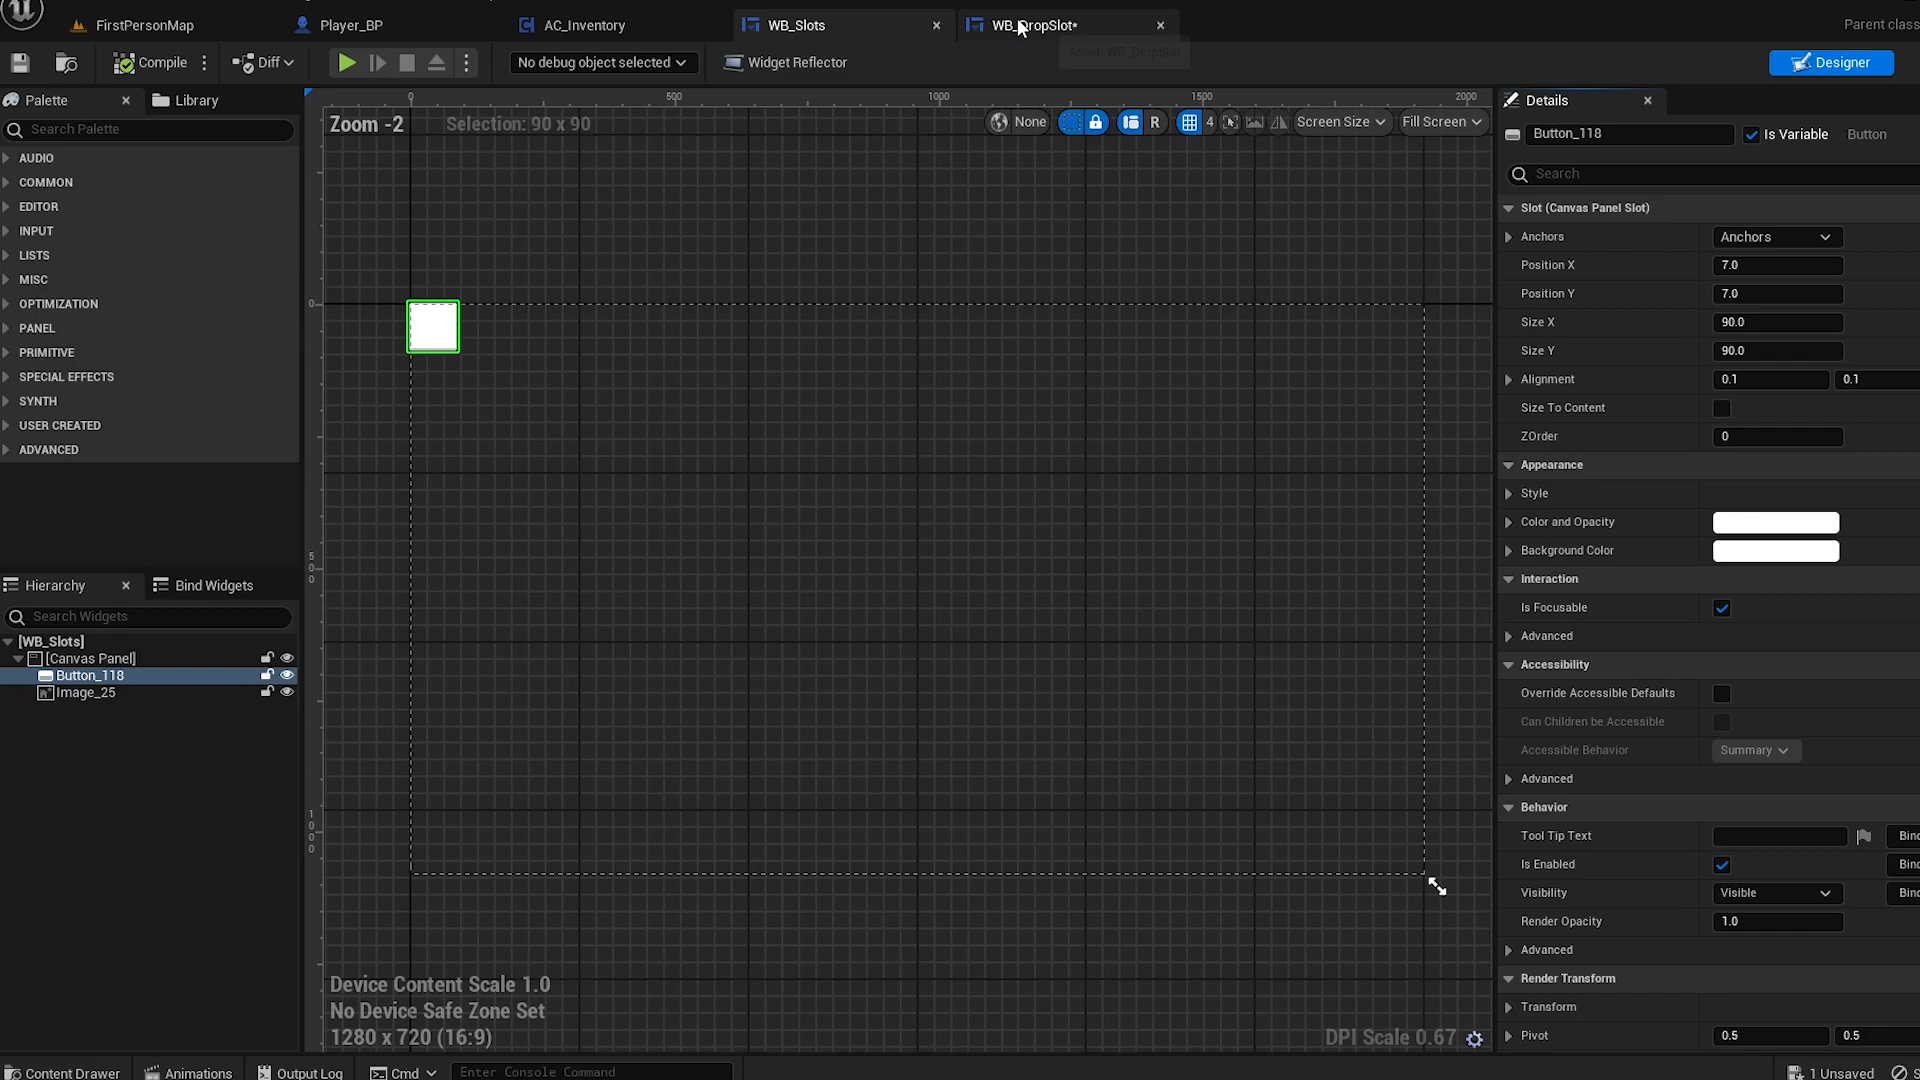 FirstPersonMap
Player_BP
AC_Inventory
WB_Slots
WB_DropSlot*
Parent class
Compile
Diff
No debug object selected
Widget Reflector
Asset: WB_DropSlot
Designer
Palette
Library
Search Palette
AUDIO
COMMON
EDITOR
INPUT
LISTS
MISC
OPTIMIZATION
PANEL
PRIMITIVE
SPECIAL EFFECTS
SYNTH
USER CREATED
ADVANCED
Hierarchy
Bind Widgets
Search Widgets
[WB_Slots]
[Canvas Panel]
Button_118
Image_25
0 500 1000 1500 2000
Zoom -2
Selection: 90 x 90
None
R
4
Screen Size
Fill Screen
0
500
1000
Device Content Scale 1.0
No Device Safe Zone Set
1280 x 720 (16:9)
DPI Scale 0.67
Details
Button_118
Is Variable
Button
Search
Slot (Canvas Panel Slot)
Anchors Anchors
Position X 7.0
Position Y 7.0
Size X 90.0
Size Y 90.0
Alignment 0.1 0.1
Size To Content
ZOrder 0
Appearance
Style
Color and Opacity
Background Color
Interaction
Is Focusable
Advanced
Accessibility
Override Accessible Defaults
Can Children be Accessible
Accessible Behavior Summary
Advanced
Behavior
Tool Tip Text Bind
Is Enabled Bind
Visibility Visible Bind
Render Opacity 1.0
Advanced
Render Transform
Transform
Pivot 0.5 0.5
Content Drawer
Animations
Output Log
Cmd
Enter Console Command
1 Unsaved